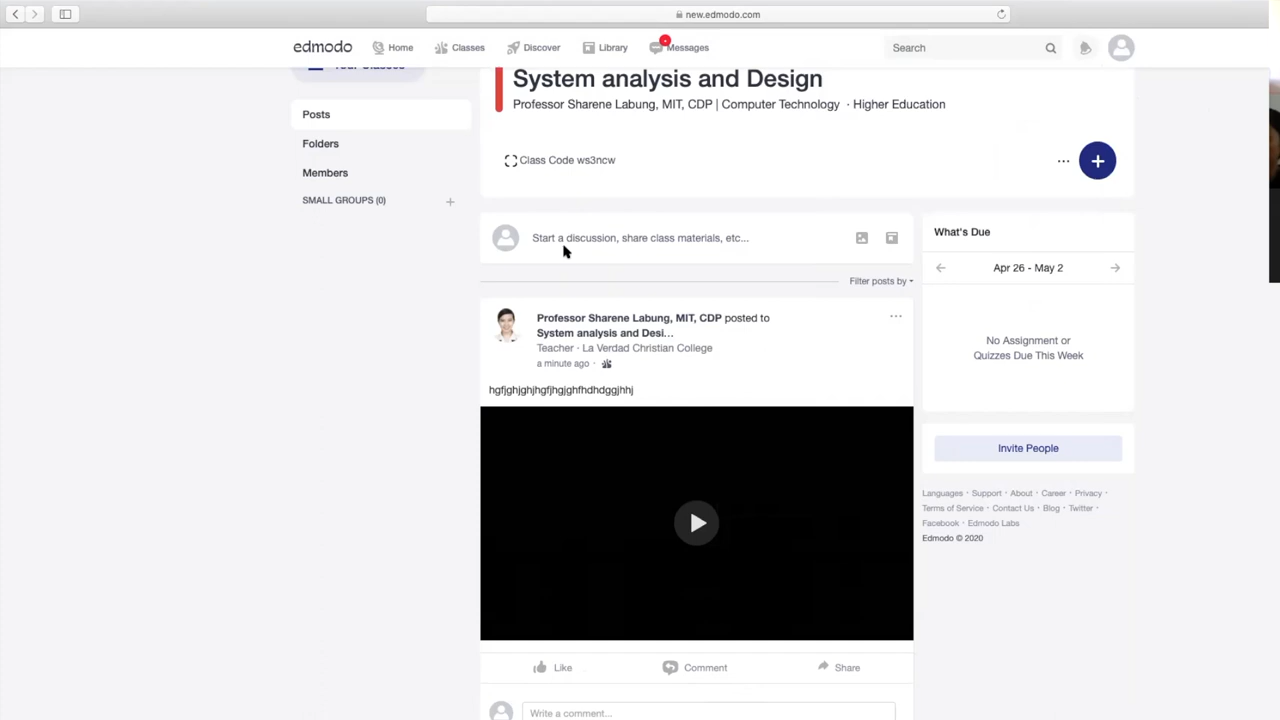 new.edmodo.com
edmodo Home Classes Discover Library Messages Search
System analysis and Design
Professor Sharene Labung, MIT, CDP | Computer Technology · Higher Education
Posts
Folders
Members
SMALL GROUPS (0) +
Class Code ws3ncw ... +
Start a discussion, share class materials, etc...
Filter posts by
Professor Sharene Labung, MIT, CDP posted to
System analysis and Desi...
Teacher · La Verdad Christian College
a minute ago ·
hgfjghjghjhgfjhgjghfhdhdggjhhj
Like Comment Share
Write a comment...
What's Due
Apr 26 - May 2
No Assignment or
Quizzes Due This Week
Invite People
Languages · Support · About · Career · Privacy ·
Terms of Service · Contact Us · Blog · Twitter ·
Facebook · Edmodo Labs
Edmodo © 2020